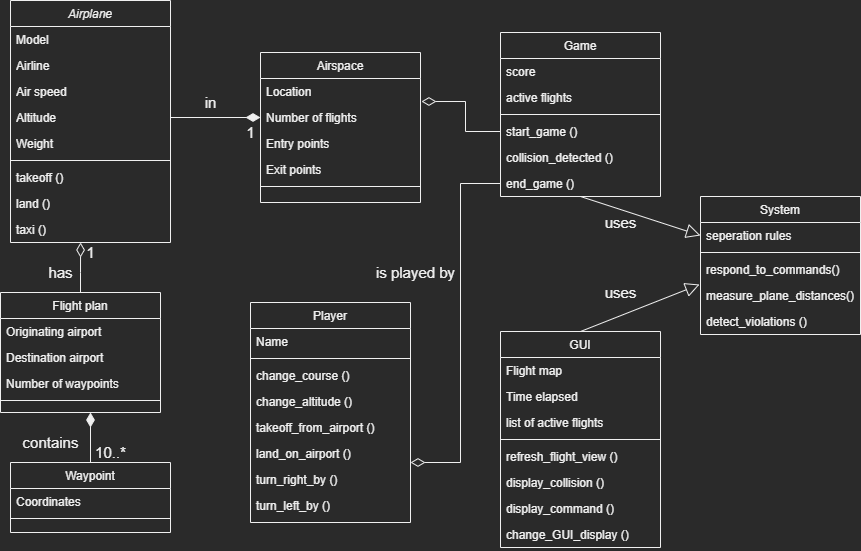 Airplane
Model
Airline
Air speed
Altitude
Weight
takeoff ()
land ()
taxi ()
in
1
Airspace
Location
Number of flights
Entry points
Exit points
Game
score
active flights
start_game ()
collision_detected ()
end_game ()
uses
System
seperation rules
respond_to_commands()
measure_plane_distances()
detect_violations ()
1
has
Flight plan
Originating airport
Destination airport
Number of waypoints
contains
10..*
Waypoint
Coordinates
is played by
Player
Name
change_course ()
change_altitude ()
takeoff_from_airport ()
land_on_airport ()
turn_right_by ()
turn_left_by ()
uses
GUI
Flight map
Time elapsed
list of active flights
refresh_flight_view ()
display_collision ()
display_command ()
change_GUI_display ()